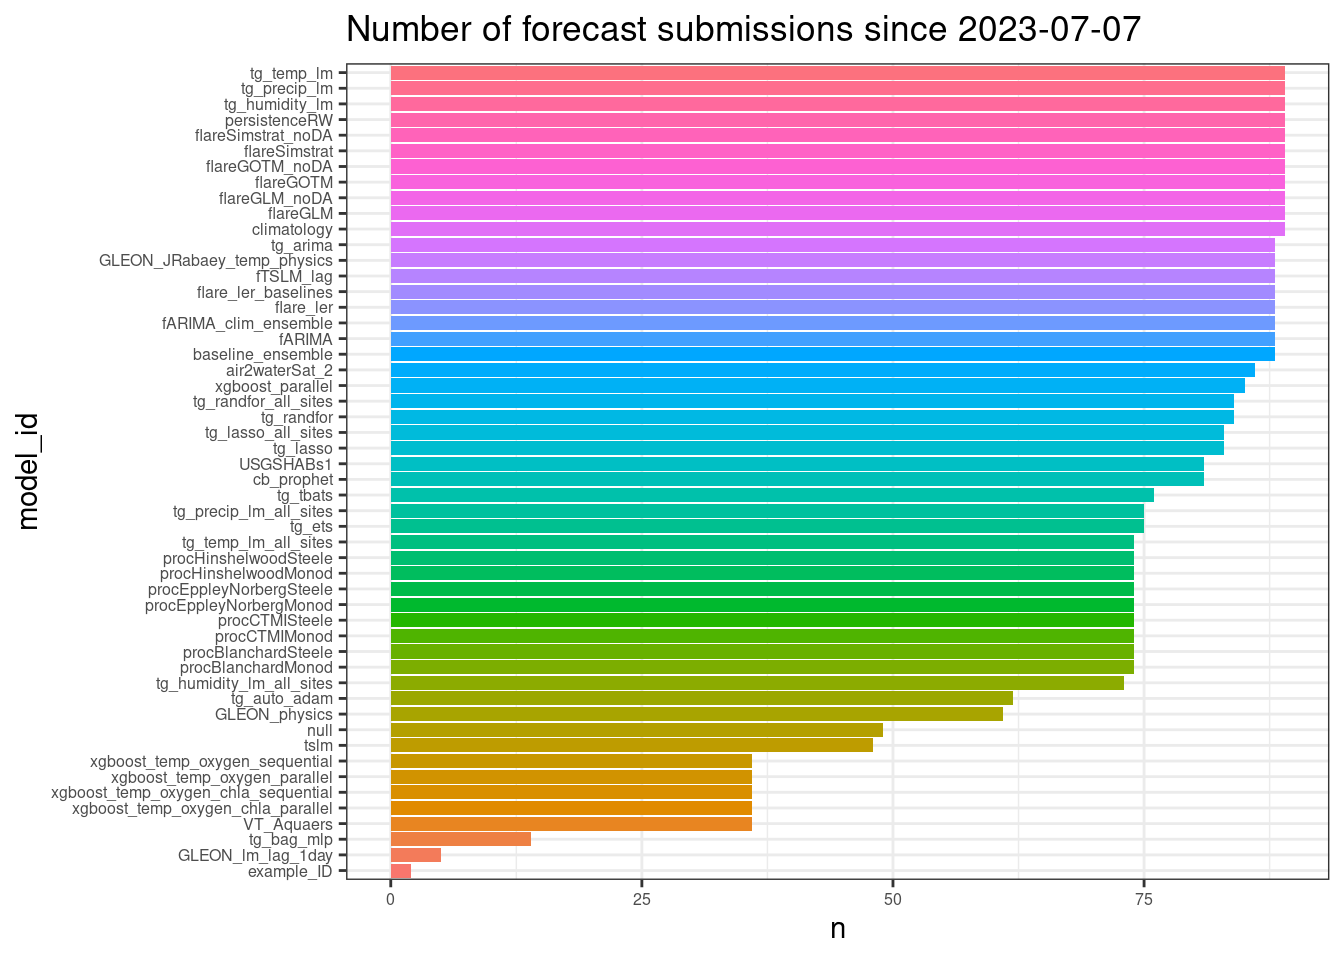 Number of forecast submissions since 2023-07-07
tg_temp_lm
tg_precip_lm
tg_humidity_lm
persistenceRW
flareSimstrat_noDA
flareSimstrat
flareGOTM_noDA
flareGOTM
flareGLM_noDA
flareGLM
climatology
tg_arima
GLEON_JRabaey_temp_physics
fTSLM_lag
flare_ler_baselines
flare_ler
fARIMA_clim_ensemble
fARIMA
baseline_ensemble
air2waterSat_2
xgboost_parallel
tg_randfor_all_sites
tg_randfor
tg_lasso_all_sites
tg_lasso
USGSHABs1
cb_prophet
tg_tbats
tg_precip_lm_all_sites
tg_ets
tg_temp_lm_all_sites
procHinshelwoodSteele
procHinshelwoodMonod
procEppleyNorbergSteele
procEppleyNorbergMonod
procCTMISteele
procCTMIMonod
procBlanchardSteele
procBlanchardMonod
tg_humidity_lm_all_sites
tg_auto_adam
GLEON_physics
null
tslm
xgboost_temp_oxygen_sequential
xgboost_temp_oxygen_parallel
xgboost_temp_oxygen_chla_sequential
xgboost_temp_oxygen_chla_parallel
VT_Aquaers
tg_bag_mlp
GLEON_lm_lag_1day
example_ID
model_id
0 25 50 75
n